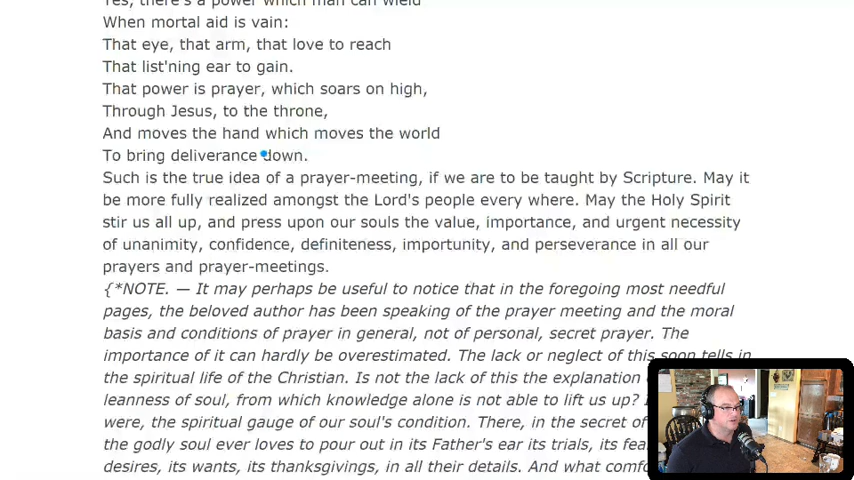 Yes, there's a power which man can wield
When mortal aid is vain:
That eye, that arm, that love to reach
That list'ning ear to gain.
That power is prayer, which soars on high,
Through Jesus, to the throne,
And moves the hand which moves the world
To bring deliverance down.
Such is the true idea of a prayer-meeting, if we are to be taught by Scripture. May it
be more fully realized amongst the Lord's people every where. May the Holy Spirit
stir us all up, and press upon our souls the value, importance, and urgent necessity
of unanimity, confidence, definiteness, importunity, and perseverance in all our
prayers and prayer-meetings.
{*NOTE. — It may perhaps be useful to notice that in the foregoing most needful
pages, the beloved author has been speaking of the prayer meeting and the moral
basis and conditions of prayer in general, not of personal, secret prayer. The
importance of it can hardly be overestimated. The lack or neglect of this soon tells in
the spiritual life of the Christian. Is not the lack of this the explanation
leanness of soul, from which knowledge alone is not able to lift us up?
were, the spiritual gauge of our soul's condition. There, in the secret of
the godly soul ever loves to pour out in its Father's ear its trials, its
desires, its wants, its thanksgivings, in all their details. And what